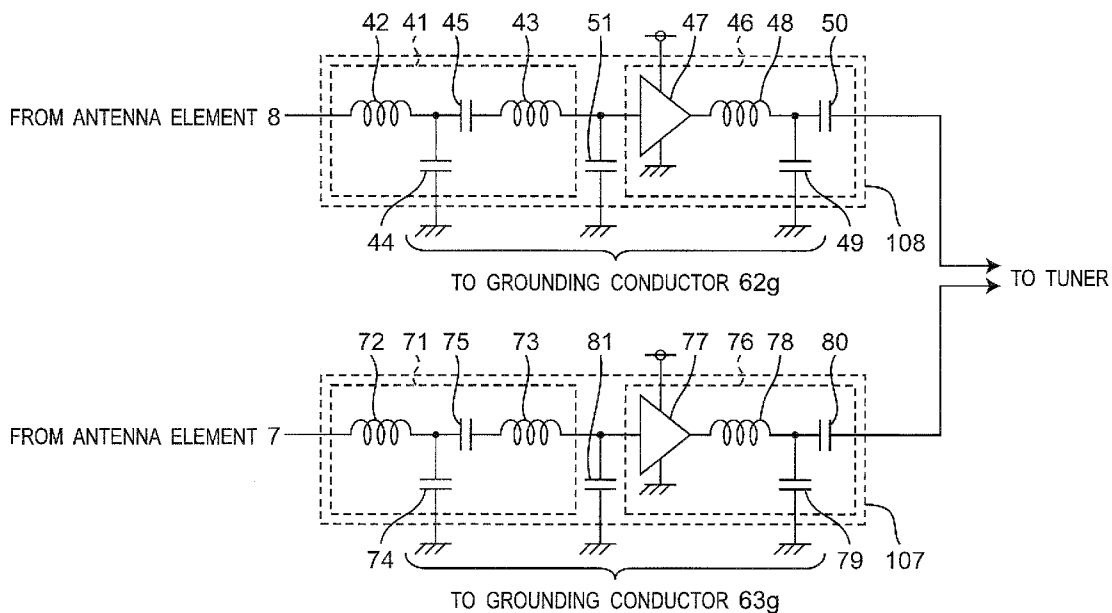 42 41 45 43 51 47 46 48 50
FROM ANTENNA ELEMENT 8
44 49 108
TO GROUNDING CONDUCTOR 62g
TO TUNER
72 71 75 73 81 77 76 78 80
FROM ANTENNA ELEMENT 7
74 79 107
TO GROUNDING CONDUCTOR 63g